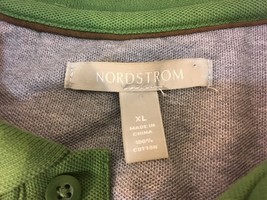 NORDSTROM
XL
MADE IN
CHINA
100%
COTTON